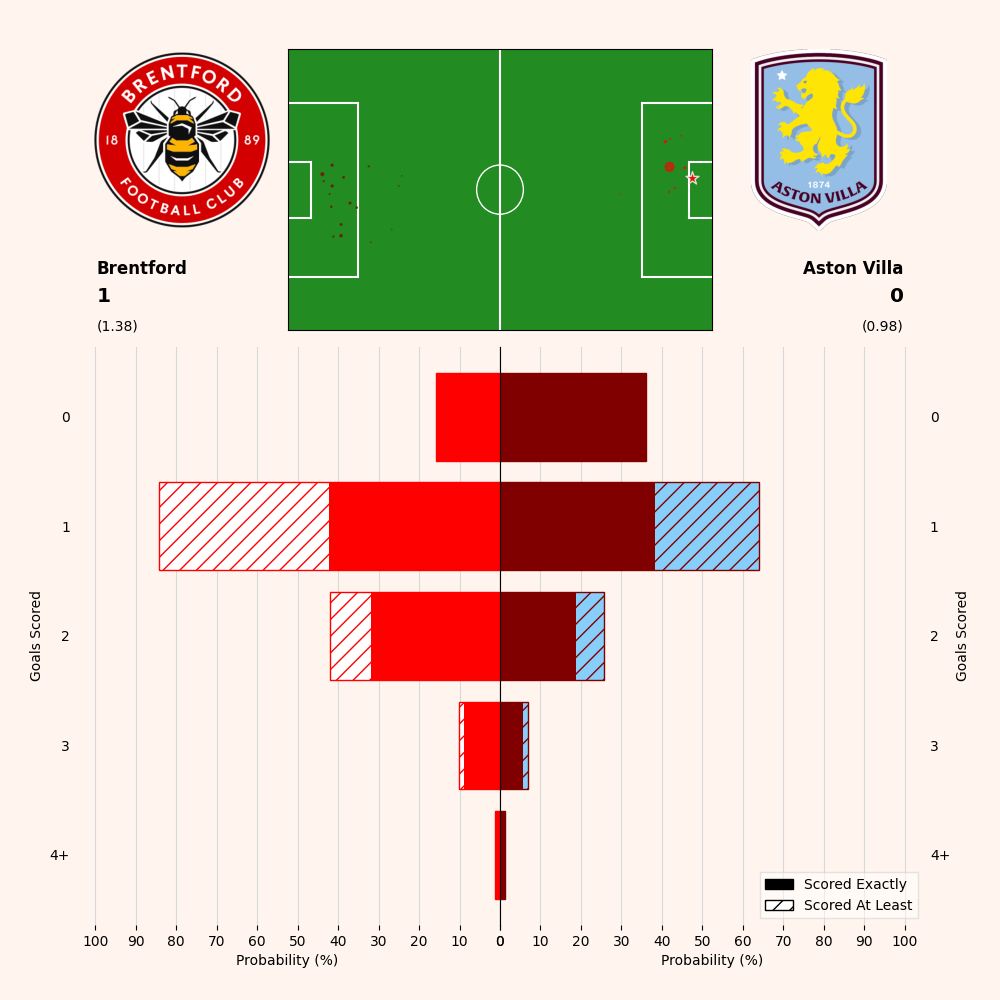 BRENTFORD
18 89
FOOTBALL CLUB
1874
ASTON VILLA
Brentford
1
(1.38)
Aston Villa
0
(0.98)
0 0
1 1
2 2
3 3
4+ 4+
Goals Scored
Goals Scored
Scored Exactly
Scored At Least
100 90 80 70 60 50 40 30 20 10 0 0 10 20 30 40 50 60 70 80 90 100
Probability (%) Probability (%)